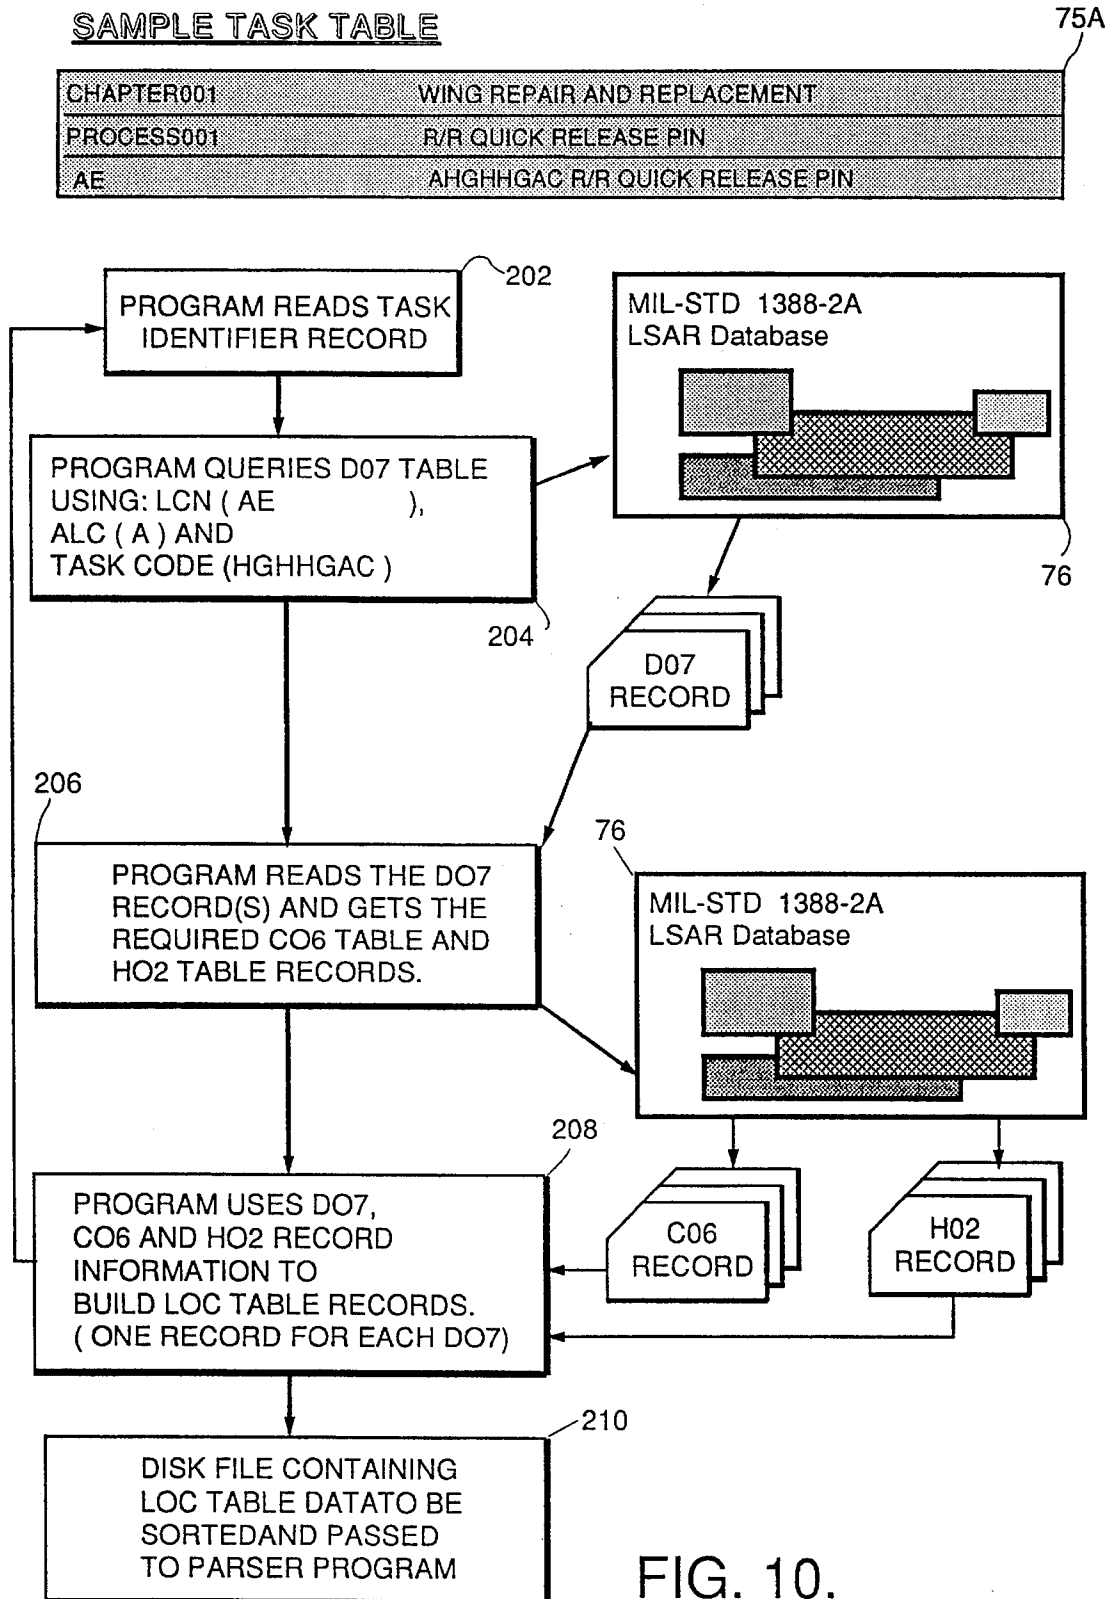 SAMPLE TASK TABLE
75A
CHAPTER001 WING REPAIR AND REPLACEMENT
PROCESS001 R/R QUICK RELEASE PIN
AE AHGHHGAC R/R QUICK RELEASE PIN
202
PROGRAM READS TASK
IDENTIFIER RECORD
MIL-STD 1388-2A
LSAR Database
76
PROGRAM QUERIES D07 TABLE
USING: LCN ( AE ),
ALC ( A ) AND
TASK CODE (HGHHGAC )
204
D07
RECORD
206
PROGRAM READS THE DO7
RECORD(S) AND GETS THE
REQUIRED CO6 TABLE AND
HO2 TABLE RECORDS.
76
MIL-STD 1388-2A
LSAR Database
208
PROGRAM USES DO7,
CO6 AND HO2 RECORD
INFORMATION TO
BUILD LOC TABLE RECORDS.
( ONE RECORD FOR EACH DO7)
C06
RECORD
H02
RECORD
210
DISK FILE CONTAINING
LOC TABLE DATATO BE
SORTEDAND PASSED
TO PARSER PROGRAM
FIG. 10.